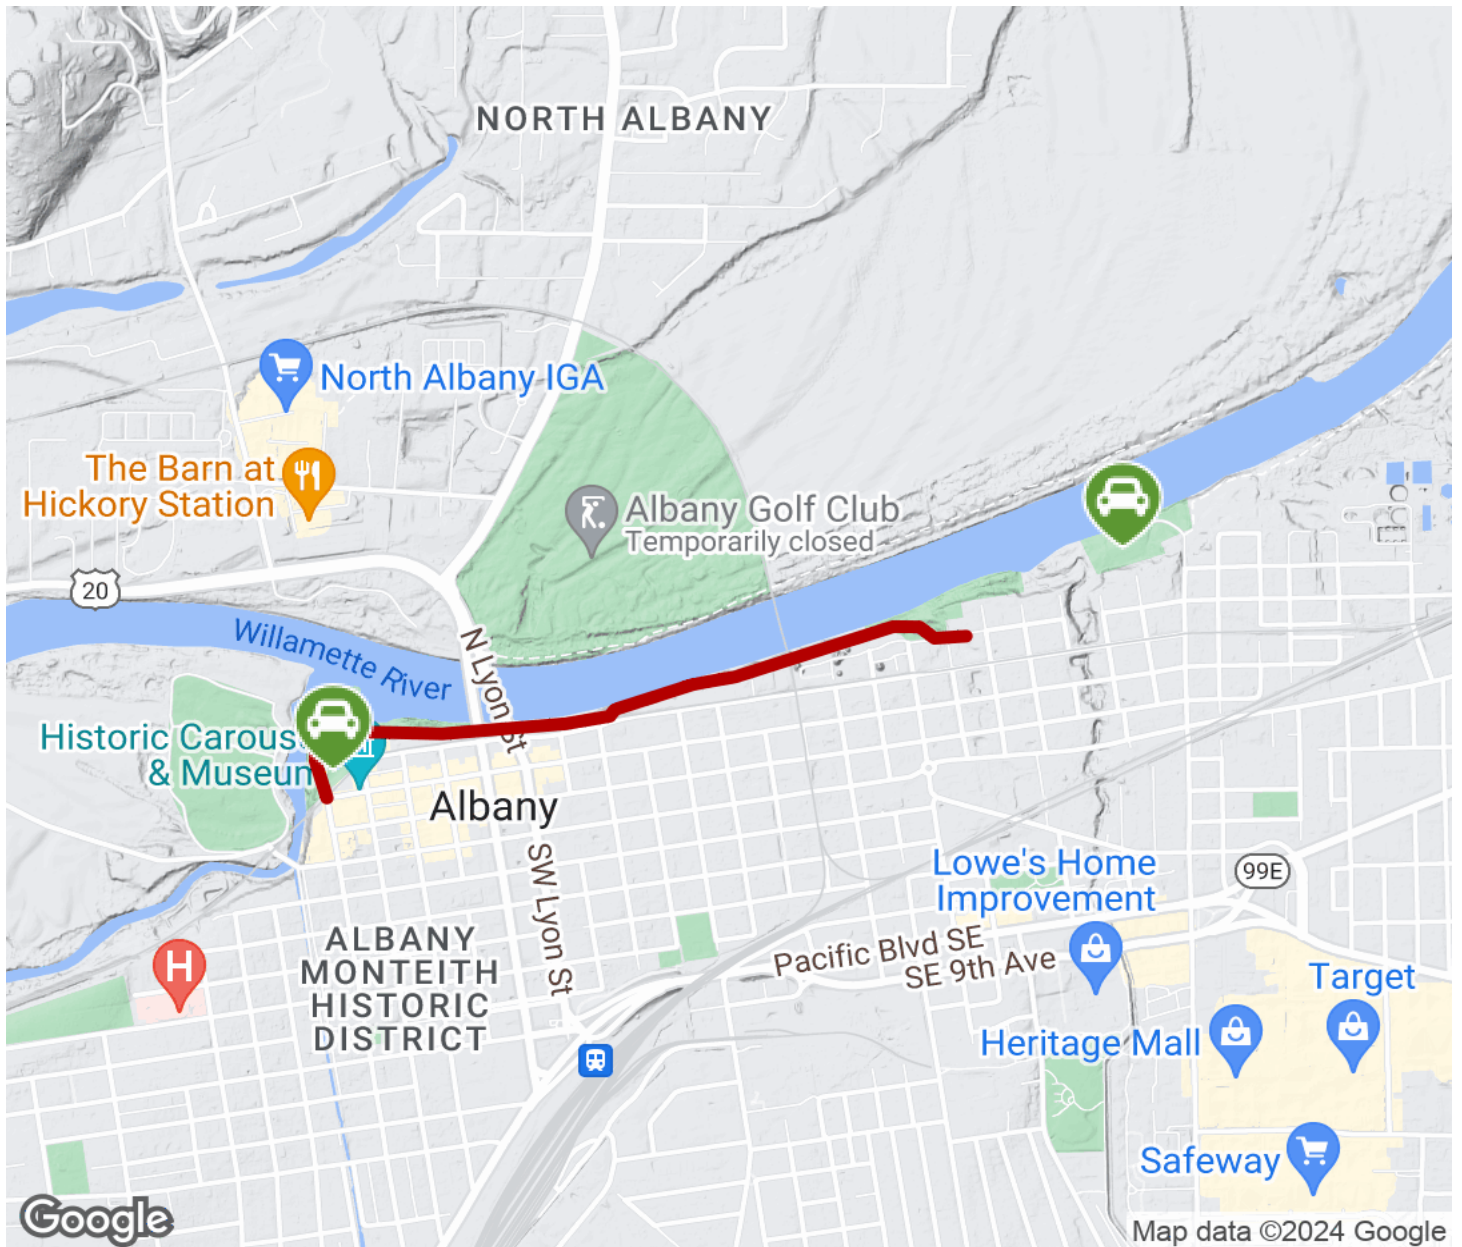 NORTH ALBANY
North Albany IGA
The Barn at
Hickory Station
Albany Golf Club
Temporarily closed
20
Willamette River
N Lyon St
Historic Carous
& Museum
Albany
SW Lyon St
Lowe's Home
Improvement
99E
ALBANY
MONTEITH
HISTORIC
DISTRICT
H
Pacific Blvd SE
SE 9th Ave
Target
Heritage Mall
Safeway
Google
Map data ©2024 Google